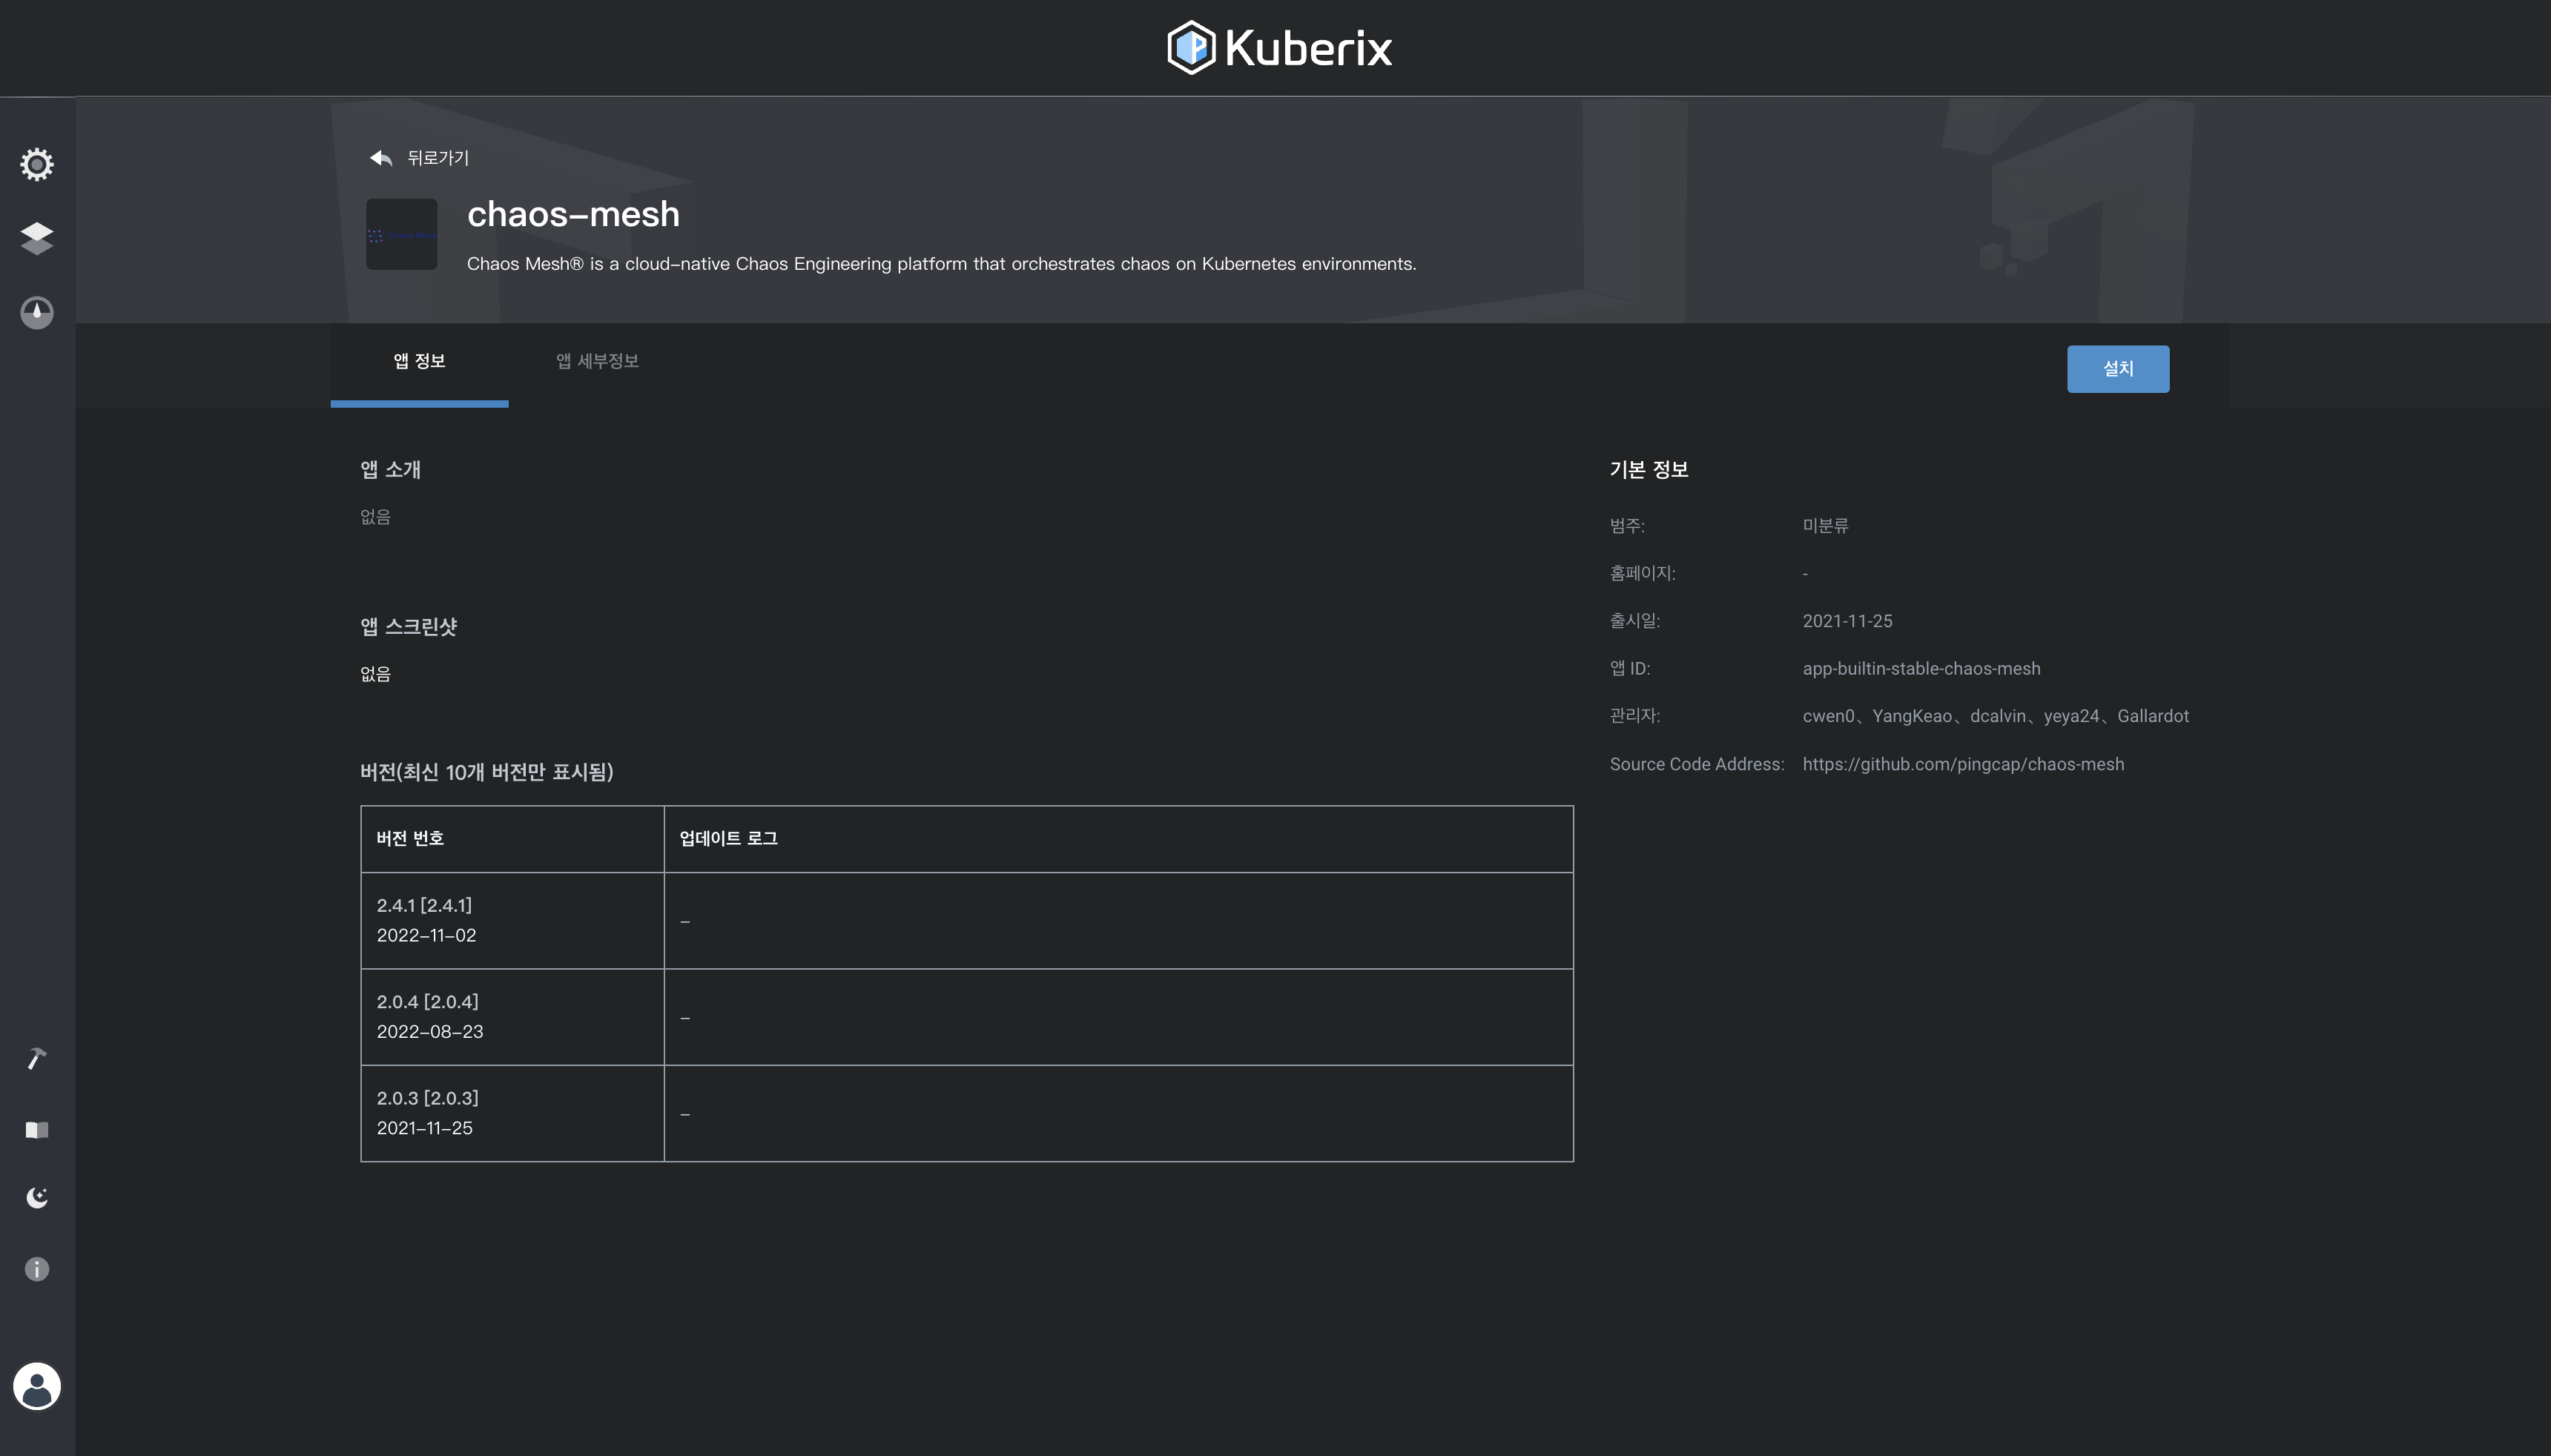 Kuberix
뒤로가기
chaos-mesh
Chaos Mesh® is a cloud-native Chaos Engineering platform that orchestrates chaos on Kubernetes environments.
앱 정보
앱 세부정보
설치
앱 소개
없음
앱 스크린샷
없음
버전(최신 10개 버전만 표시됨)
버전 번호 업데이트 로그
2.4.1 [2.4.1]
2022-11-02
-
2.0.4 [2.0.4]
2022-08-23
-
2.0.3 [2.0.3]
2021-11-25
-
기본 정보
범주: 미분류
홈페이지: -
출시일: 2021-11-25
앱 ID: app-builtin-stable-chaos-mesh
관리자: cwen0、YangKeao、dcalvin、yeya24、Gallardot
Source Code Address: https://github.com/pingcap/chaos-mesh